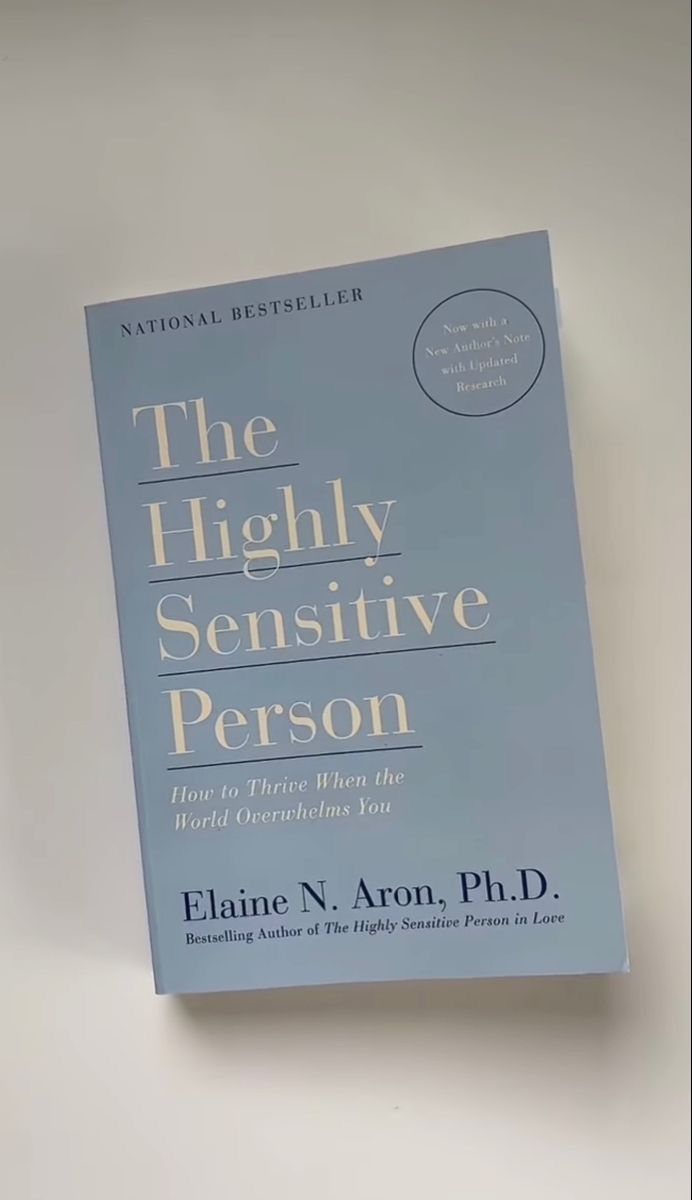 NATIONAL BESTSELLER
Now with a
New Author's Note
with Updated
Research
The
Highly
Sensitive
Person
How to Thrive When the
World Overwhelms You
Elaine N. Aron, Ph.D.
Bestselling Author of The Highly Sensitive Person in Love